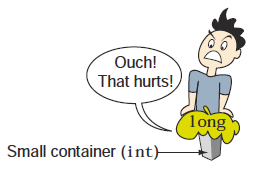 Ouch!
That hurts!
long
Small container (int)